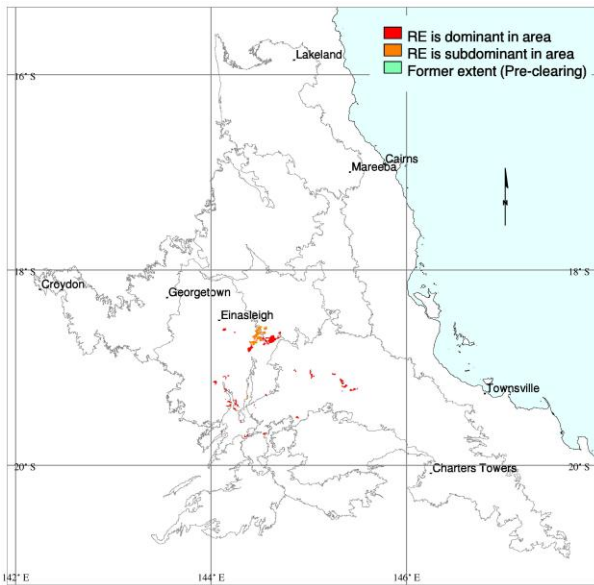 RE is dominant in area
RE is subdominant in area
Former extent (Pre-clearing)
Lakeland
16° S
Cairns
Mareeba
N
18° S
18° S
Croydon
Georgetown
Einasleigh
Townsville
20° S
20° S
Charters Towers
142° E
144° E
146° E